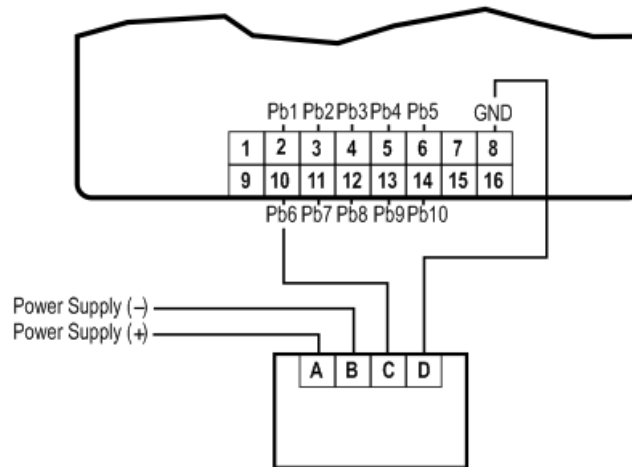 Pb1 Pb2 Pb3 Pb4 Pb5 GND
1 2 3 4 5 6 7 8
9 10 11 12 13 14 15 16
Pb6 Pb7 Pb8 Pb9 Pb10
Power Supply (−)
Power Supply (+)
A B C D